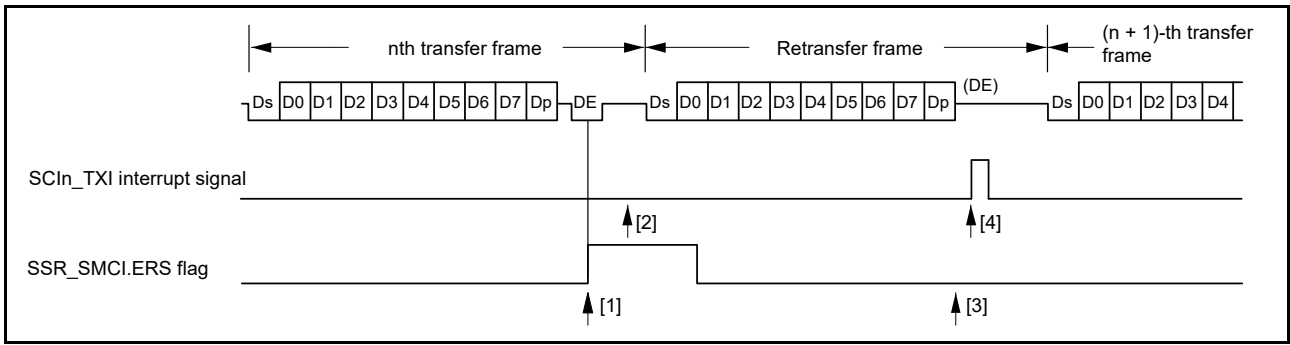 nth transfer frame
Retransfer frame
(n + 1)-th transfer
frame
Ds D0 D1 D2 D3 D4 D5 D6 D7 Dp DE Ds D0 D1 D2 D3 D4 D5 D6 D7 Dp (DE) Ds D0 D1 D2 D3 D4
SCIn_TXI interrupt signal
[2] [4]
SSR_SMCI.ERS flag
[1] [3]